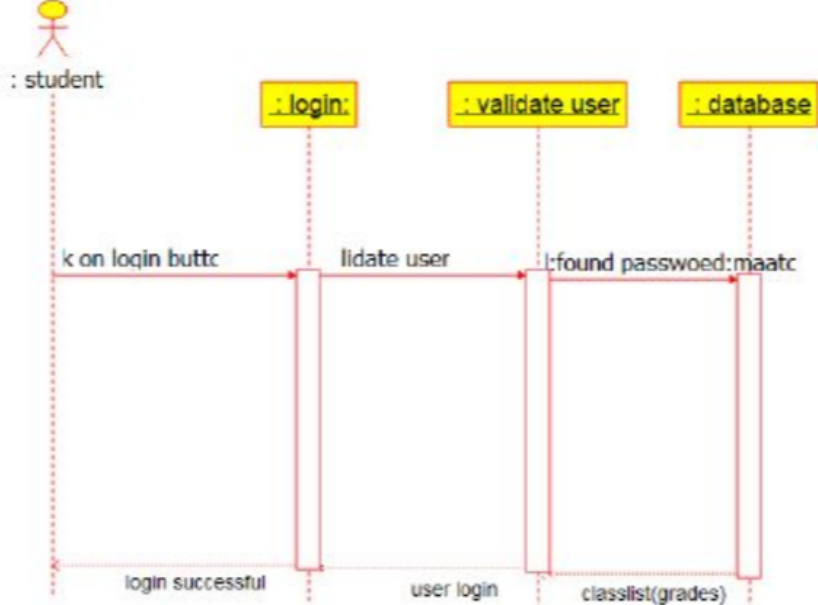 : student
: login:
: validate user
: database
k on login buttc
lidate user
l:found passwoed:maatc
login successful
user login
classlist(grades)